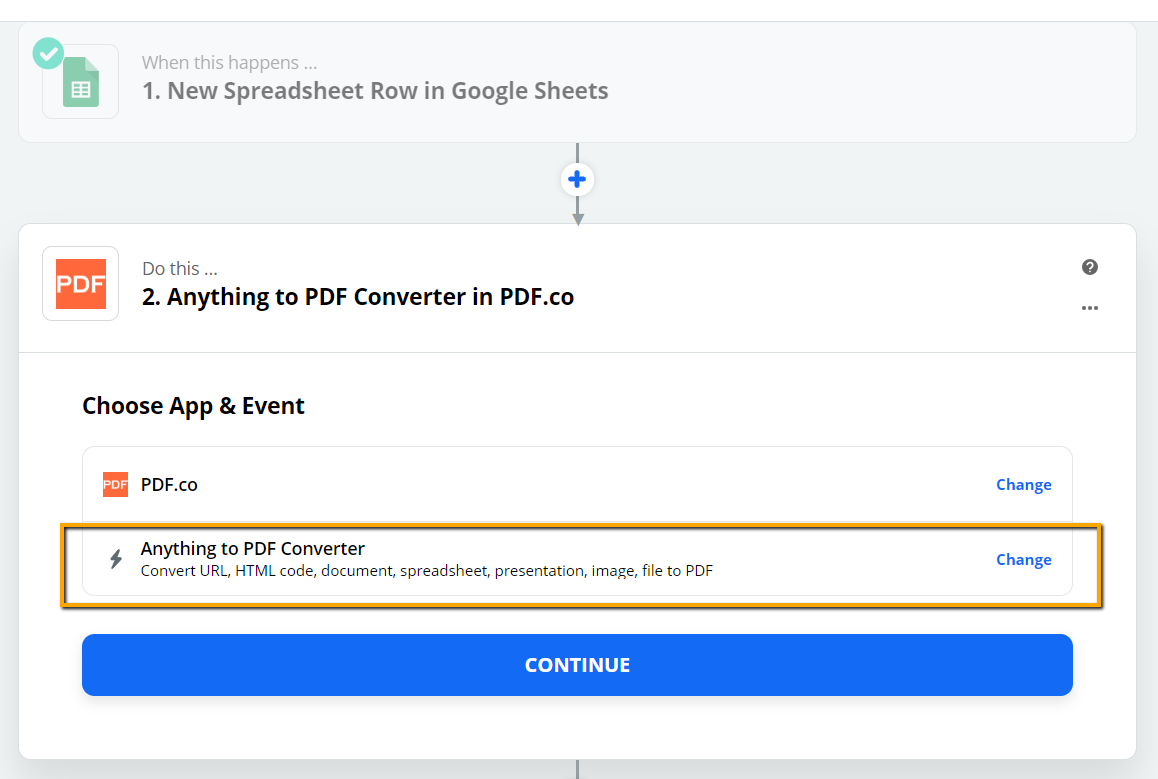 When this happens ...
1. New Spreadsheet Row in Google Sheets
PDF
Do this ...
2. Anything to PDF Converter in PDF.co
Choose App & Event
PDF
PDF.co
Change
Anything to PDF Converter
Convert URL, HTML code, document, spreadsheet, presentation, image, file to PDF
Change
CONTINUE